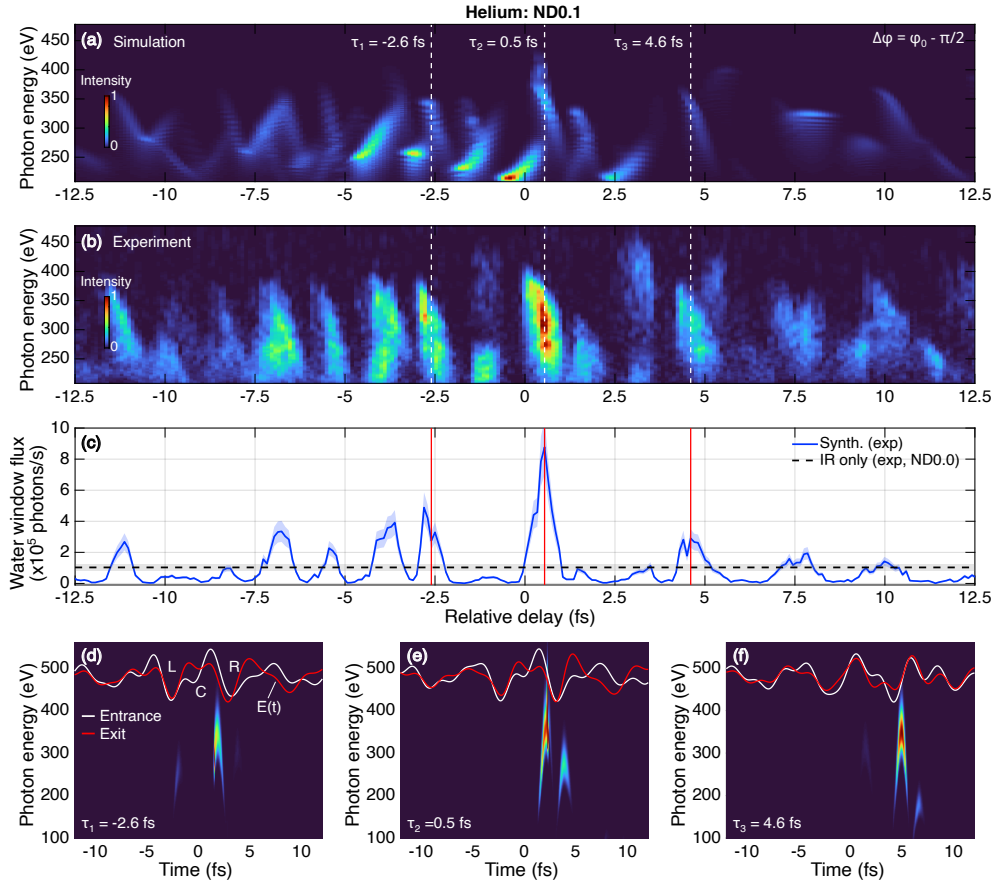 Helium: ND0.1
(a) Simulation
τ1 = -2.6 fs
τ2 = 0.5 fs
τ3 = 4.6 fs
Δφ = φ0 - π/2
Photon energy (eV)
450
400
350
300
250
Intensity
1
0
-12.5 -10 -7.5 -5 -2.5 0 2.5 5 7.5 10 12.5
(b) Experiment
Photon energy (eV)
450
400
350
300
250
Intensity
1
0
-12.5 -10 -7.5 -5 -2.5 0 2.5 5 7.5 10 12.5
(c)
Water window flux
(x10^5 photons/s)
10
8
6
4
2
0
Synth. (exp)
IR only (exp, ND0.0)
-12.5 -10 -7.5 -5 -2.5 0 2.5 5 7.5 10 12.5
Relative delay (fs)
(d)
L
R
C
E(t)
Entrance
Exit
τ1 = -2.6 fs
Photon energy (eV)
500
400
300
200
100
-10 -5 0 5 10
Time (fs)
(e)
τ2 =0.5 fs
Photon energy (eV)
500
400
300
200
100
-10 -5 0 5 10
Time (fs)
(f)
τ3 = 4.6 fs
Photon energy (eV)
500
400
300
200
100
-10 -5 0 5 10
Time (fs)